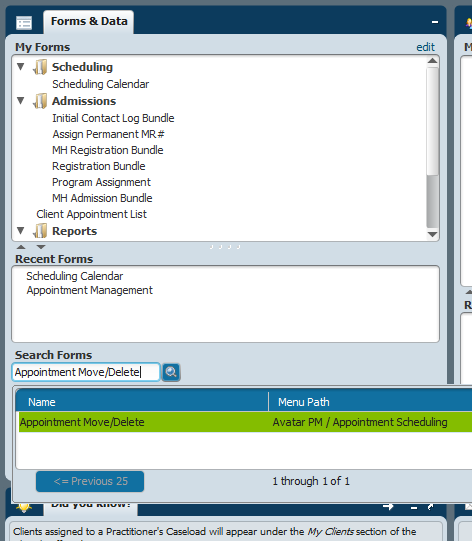 Forms & Data
My Forms
edit
Scheduling
Scheduling Calendar
Admissions
Initial Contact Log Bundle
Assign Permanent MR#
MH Registration Bundle
Registration Bundle
Program Assignment
MH Admission Bundle
Client Appointment List
Reports
Recent Forms
Scheduling Calendar
Appointment Management
Search Forms
Appointment Move/Delete
Name Menu Path
Appointment Move/Delete Avatar PM / Appointment Scheduling
<= Previous 25 1 through 1 of 1
Did you know?
Clients assigned to a Practitioner's Caseload will appear under the My Clients section of the